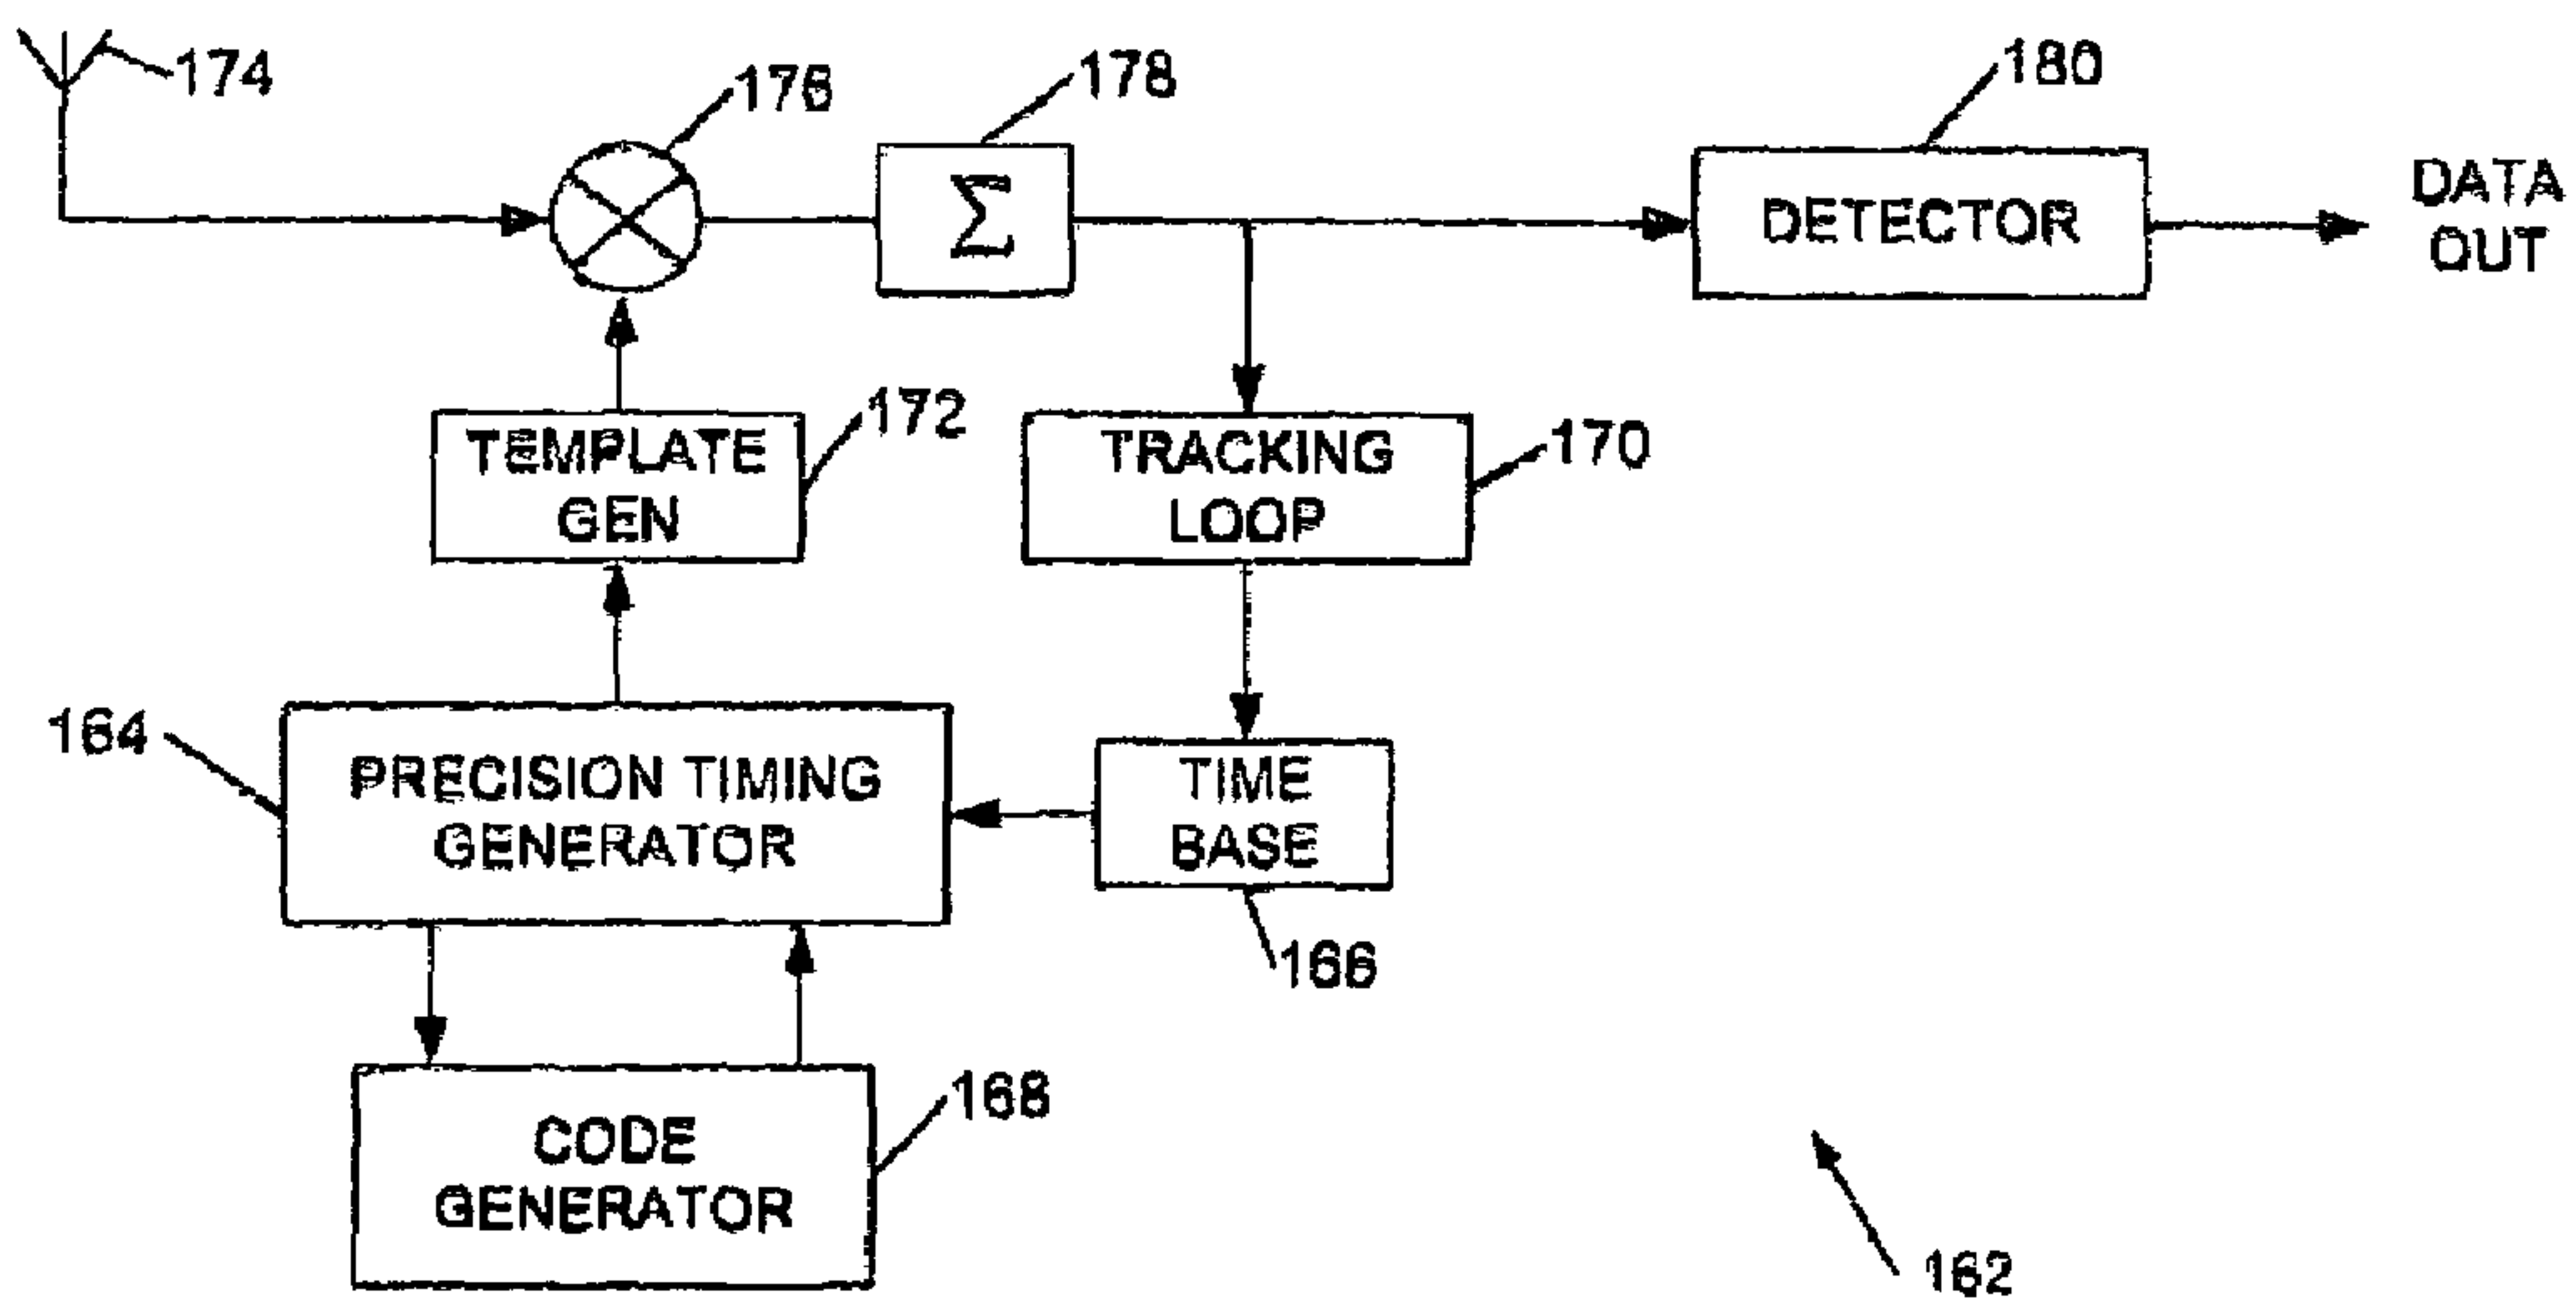 174
176
178
180
Σ
DETECTOR
DATA
OUT
TEMPLATE
GEN
172
TRACKING
LOOP
170
164
PRECISION TIMING
GENERATOR
TIME
BASE
166
CODE
GENERATOR
168
162